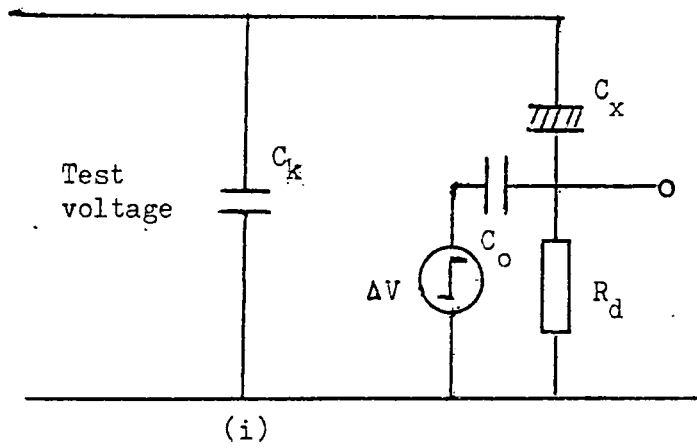 C_x
C_k
Test
voltage
C_o
ΔV
R_d
(i)